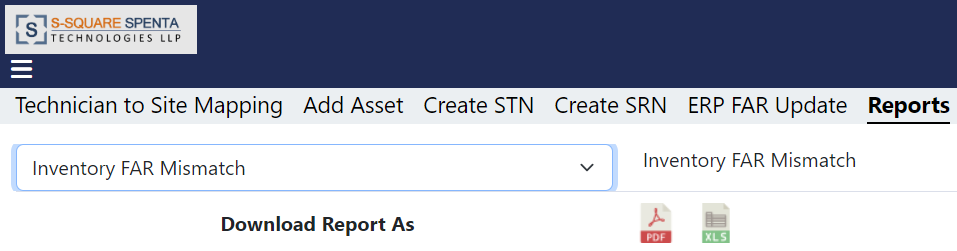 S
S-SQUARE SPENTA
TECHNOLOGIES LLP
Technician to Site Mapping Add Asset Create STN Create SRN ERP FAR Update Reports
Inventory FAR Mismatch Inventory FAR Mismatch
Download Report As PDF XLS